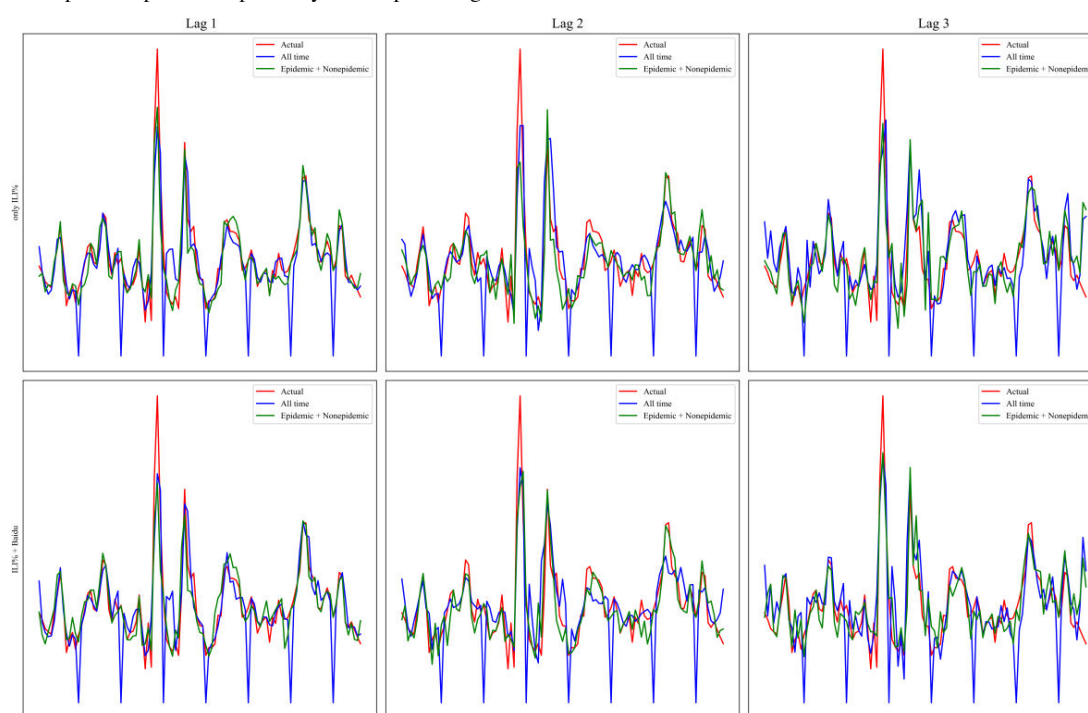 Lag 1
Lag 2
Lag 3
only ILI%
Actual
All time
Epidemic + Nonepidemic
Actual
All time
Epidemic + Nonepidemic
Actual
All time
Epidemic + Nonepidem
ILI% + Baidu
Actual
All time
Epidemic + Nonepidemic
Actual
All time
Epidemic + Nonepidemic
Actual
All time
Epidemic + Nonepidem